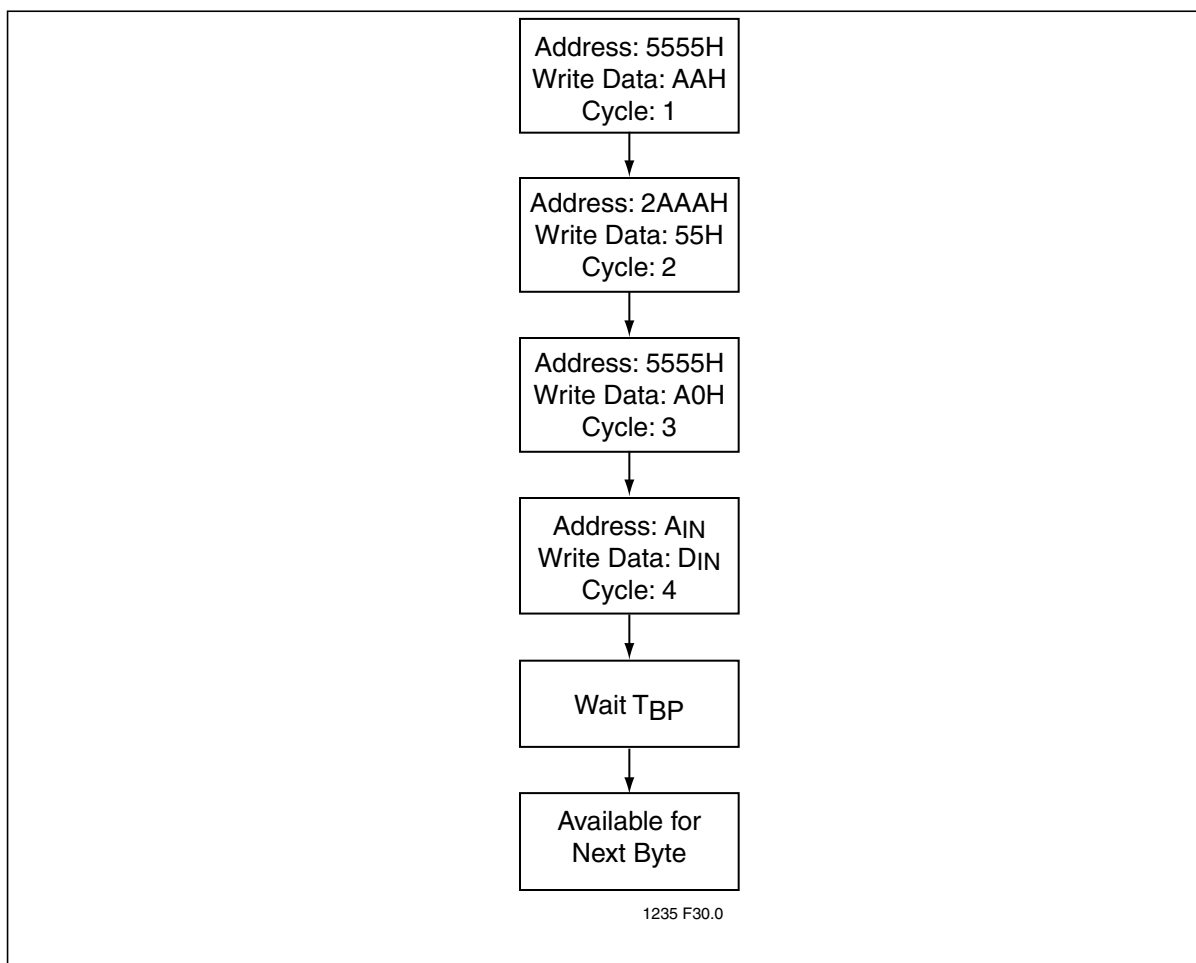 Address: 5555H
Write Data: AAH
Cycle: 1
Address: 2AAAH
Write Data: 55H
Cycle: 2
Address: 5555H
Write Data: A0H
Cycle: 3
Address: AIN
Write Data: DIN
Cycle: 4
Wait TBP
Available for
Next Byte
1235 F30.0